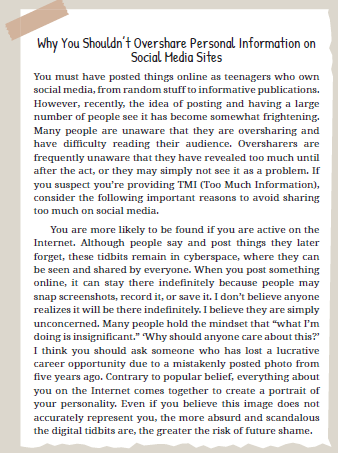 Why You Shouldn't Overshare Personal Information on
Social Media Sites
You must have posted things online as teenagers who own
social media, from random stuff to informative publications.
However, recently, the idea of posting and having a large
number of people see it has become somewhat frightening.
Many people are unaware that they are oversharing and
have difficulty reading their audience. Oversharers are
frequently unaware that they have revealed too much until
after the act, or they may simply not see it as a problem. If
you suspect you're providing TMI (Too Much Information),
consider the following important reasons to avoid sharing
too much on social media.
You are more likely to be found if you are active on the
Internet. Although people say and post things they later
forget, these tidbits remain in cyberspace, where they can
be seen and shared by everyone. When you post something
online, it can stay there indefinitely because people may
snap screenshots, record it, or save it. I don't believe anyone
realizes it will be there indefinitely. I believe they are simply
unconcerned. Many people hold the mindset that "what I'm
doing is insignificant." 'Why should anyone care about this?'
I think you should ask someone who has lost a lucrative
career opportunity due to a mistakenly posted photo from
five years ago. Contrary to popular belief, everything about
you on the Internet comes together to create a portrait of
your personality. Even if you believe this image does not
accurately represent you, the more absurd and scandalous
the digital tidbits are, the greater the risk of future shame.